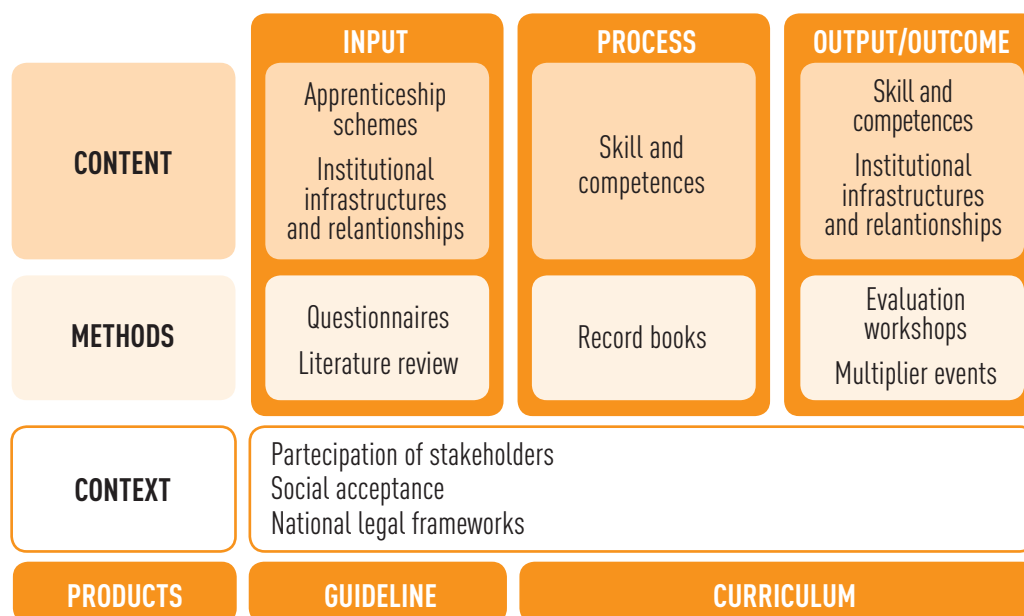 INPUT
PROCESS
OUTPUT/OUTCOME
CONTENT
Apprenticeship
schemes
Institutional
infrastructures
and relantionships
Skill and
competences
Skill and
competences
Institutional
infrastructures
and relantionships
METHODS
Questionnaires
Literature review
Record books
Evaluation
workshops
Multiplier events
CONTEXT
Partecipation of stakeholders
Social acceptance
National legal frameworks
PRODUCTS
GUIDELINE
CURRICULUM